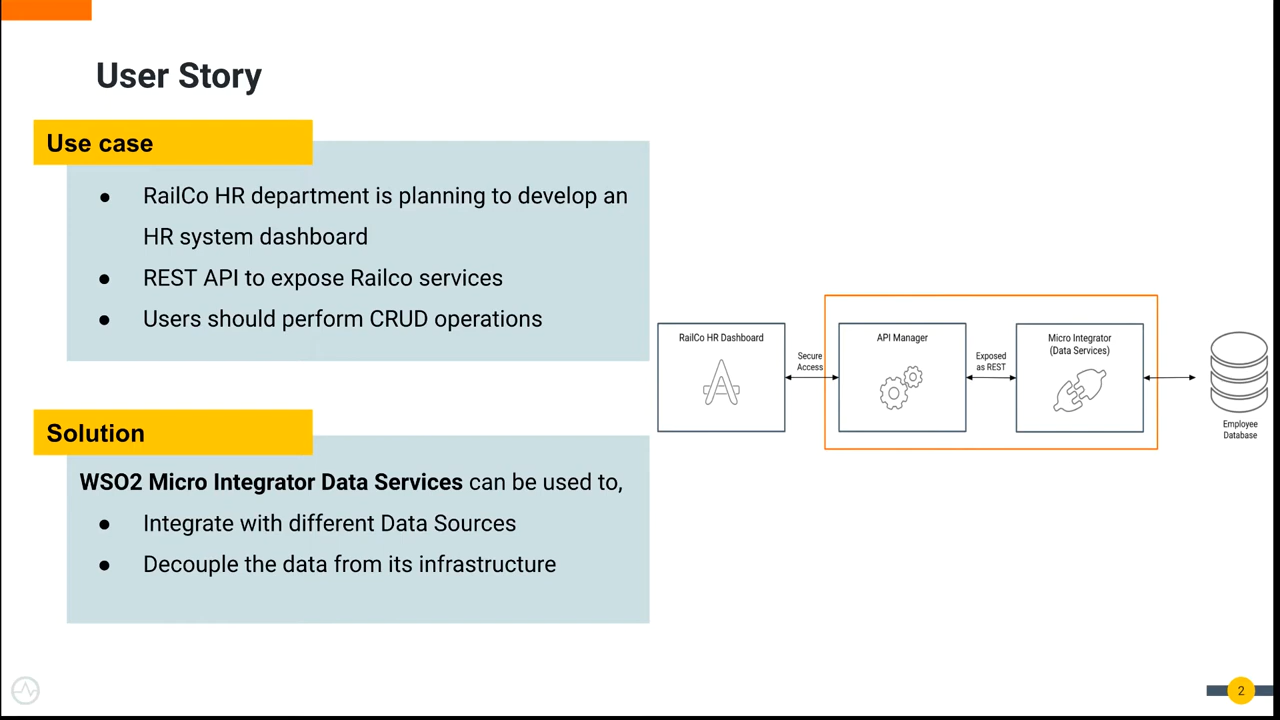 User Story
Use case
● RailCo HR department is planning to develop an
HR system dashboard
● REST API to expose Railco services
● Users should perform CRUD operations
Solution
WSO2 Micro Integrator Data Services can be used to,
● Integrate with different Data Sources
● Decouple the data from its infrastructure
RailCo HR Dashboard
Secure
Access
API Manager
Exposed
as REST
Micro Integrator
(Data Services)
Employee
Database
2